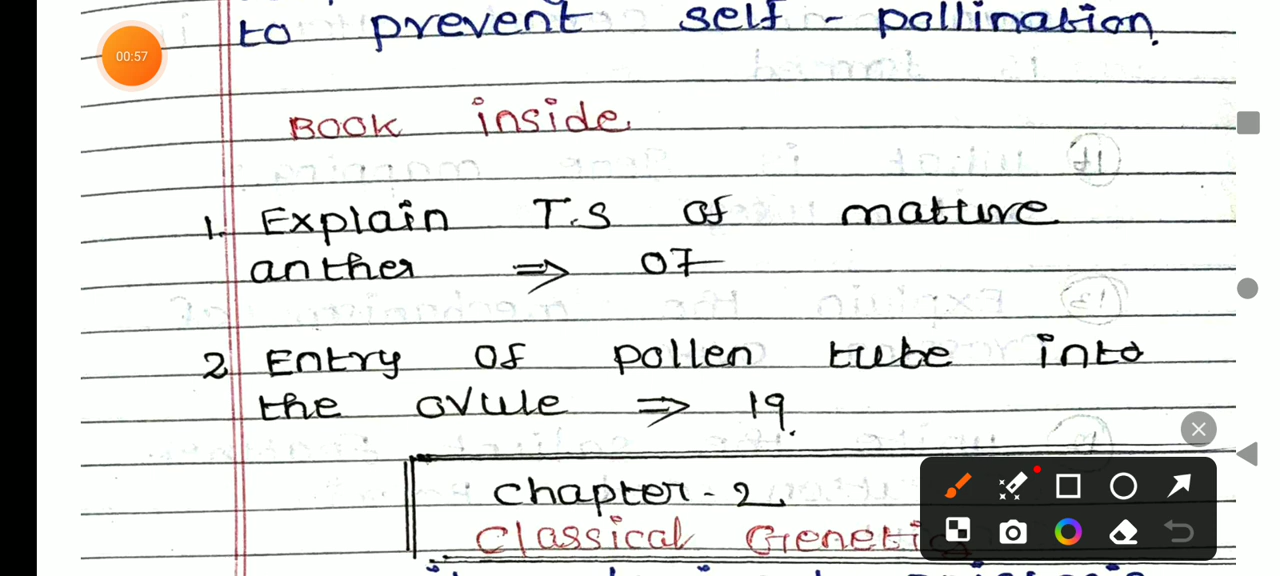 to prevent self - pollination.
00:57
Book inside.
1. Explain T.S of matture
anther ⇒ 07
2 Entry of pollen tube into
the ovule ⇒ 19.
Chapter - 2.
Classical